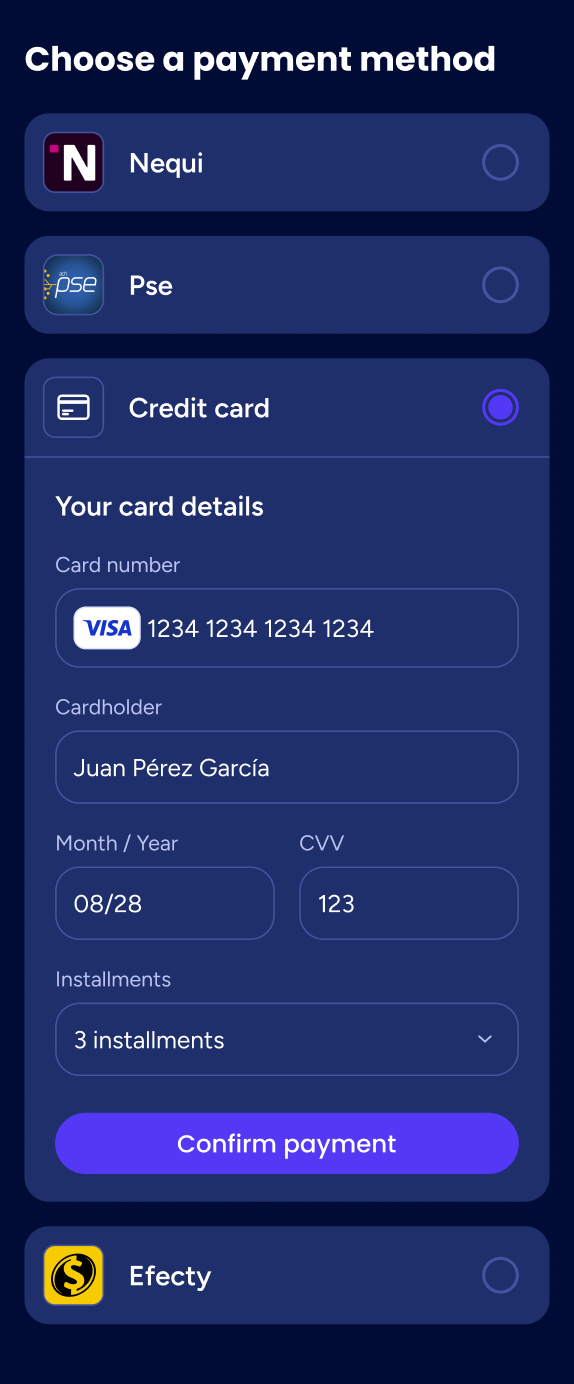 Choose a payment method
N
Nequi
ach
pse
Pse
Credit card
Your card details
Card number
VISA 1234 1234 1234 1234
Cardholder
Juan Pérez García
Month / Year
CVV
08/28
123
Installments
3 installments
Confirm payment
$
Efecty